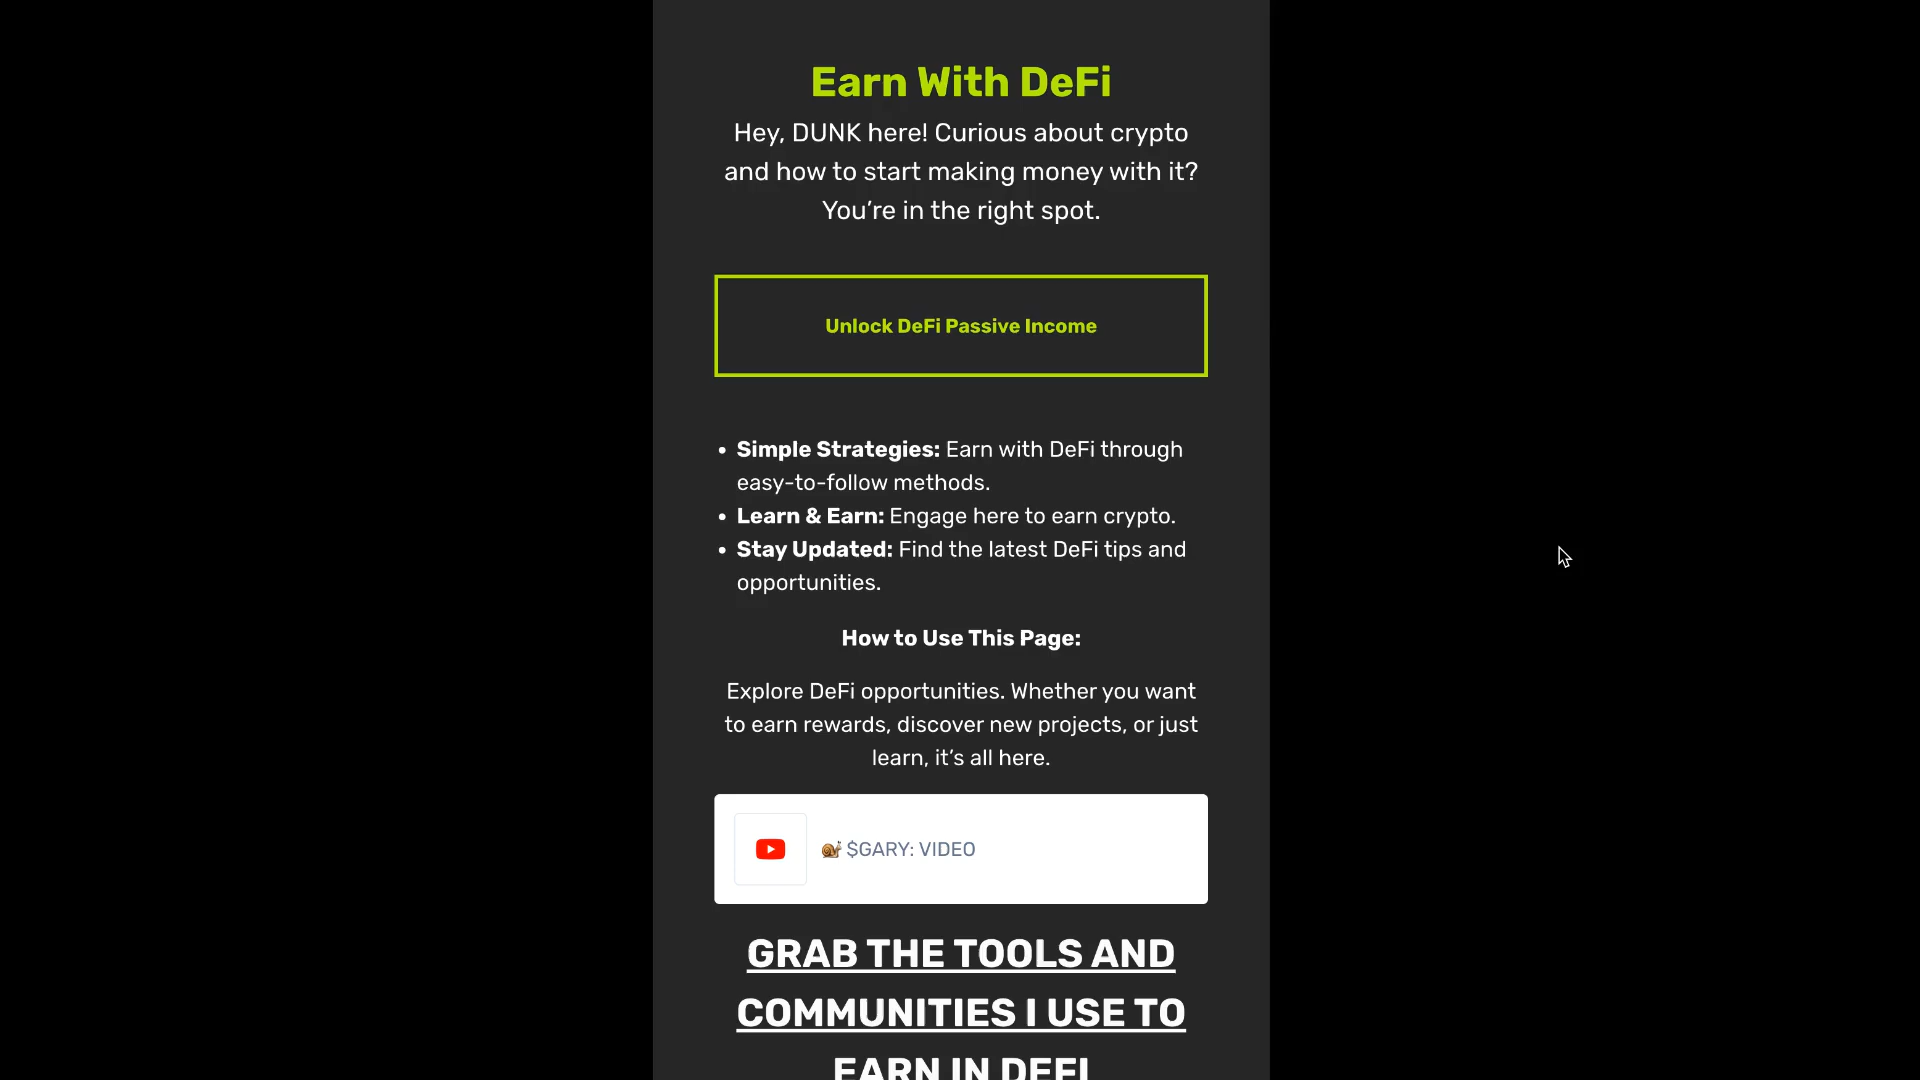 Earn With DeFi
Hey, DUNK here! Curious about crypto
and how to start making money with it?
You’re in the right spot.
Unlock DeFi Passive Income
• Simple Strategies: Earn with DeFi through
easy-to-follow methods.
• Learn & Earn: Engage here to earn crypto.
• Stay Updated: Find the latest DeFi tips and
opportunities.
How to Use This Page:
Explore DeFi opportunities. Whether you want
to earn rewards, discover new projects, or just
learn, it’s all here.
🐌 $GARY: VIDEO
GRAB THE TOOLS AND
COMMUNITIES I USE TO
EARN IN DEFI